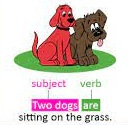 subject verb
Two dogs are
sitting on the grass.